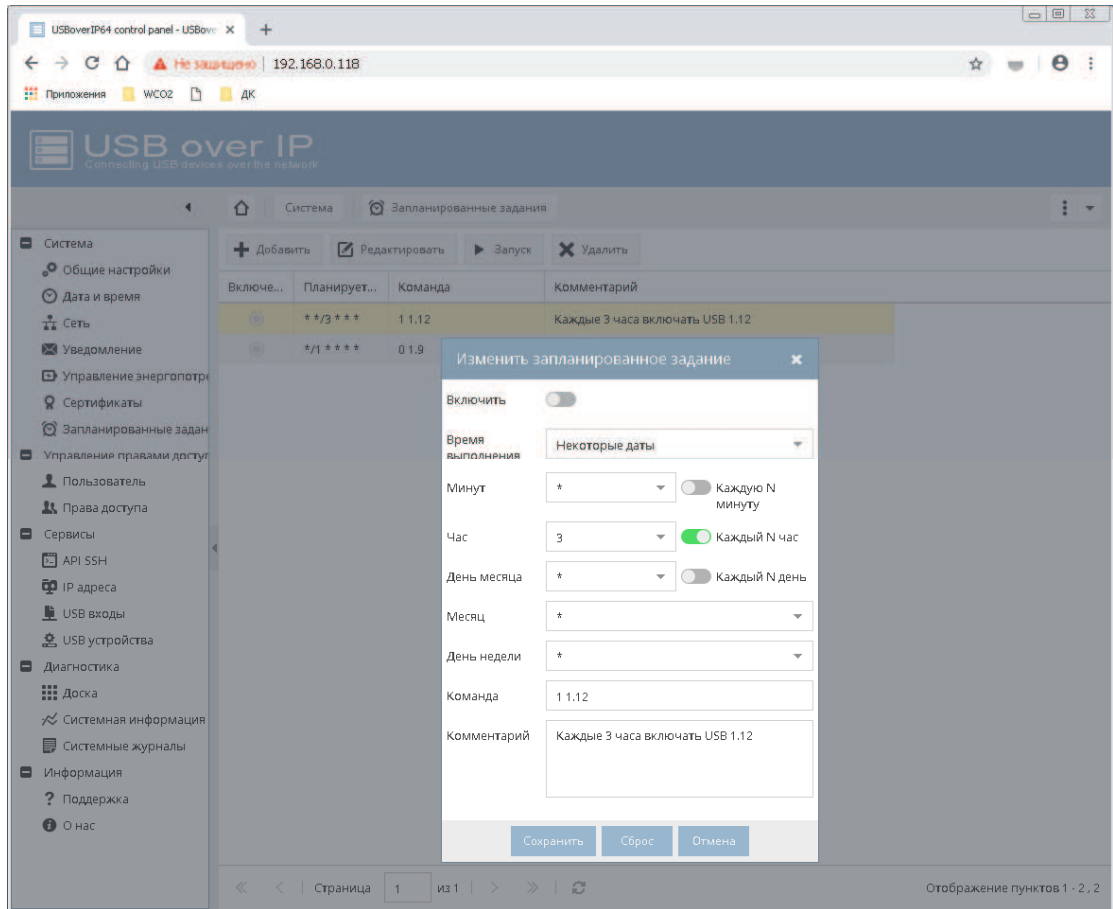 USBoverIP64 control panel - USBove
Не защищено | 192.168.0.118
Приложения WCO2 ДК
USB over IP
Connecting USB devices over the network
Система Запланированные задания
Добавить Редактировать Запуск Удалить
Включе... Планирует... Команда Комментарий
* */3 * * * 1 1.12 Каждые 3 часа включать USB 1.12
*/1 * * * * 0 1.9
Система
Общие настройки
Дата и время
Сеть
Уведомление
Управление энергопотре
Сертификаты
Запланированные задан
Управление правами доступ
Пользователь
Права доступа
Сервисы
API SSH
IP адреса
USB входы
USB устройства
Диагностика
Доска
Системная информация
Системные журналы
Информация
Поддержка
О нас
Изменить запланированное задание
Включить
Время
выполнения
Некоторые даты
Минут * Каждую N
минуту
Час 3 Каждый N час
День месяца * Каждый N день
Месяц *
День недели *
Команда 1 1.12
Комментарий Каждые 3 часа включать USB 1.12
Сохранить Сброс Отмена
Страница 1 из 1
Отображение пунктов 1 - 2 , 2